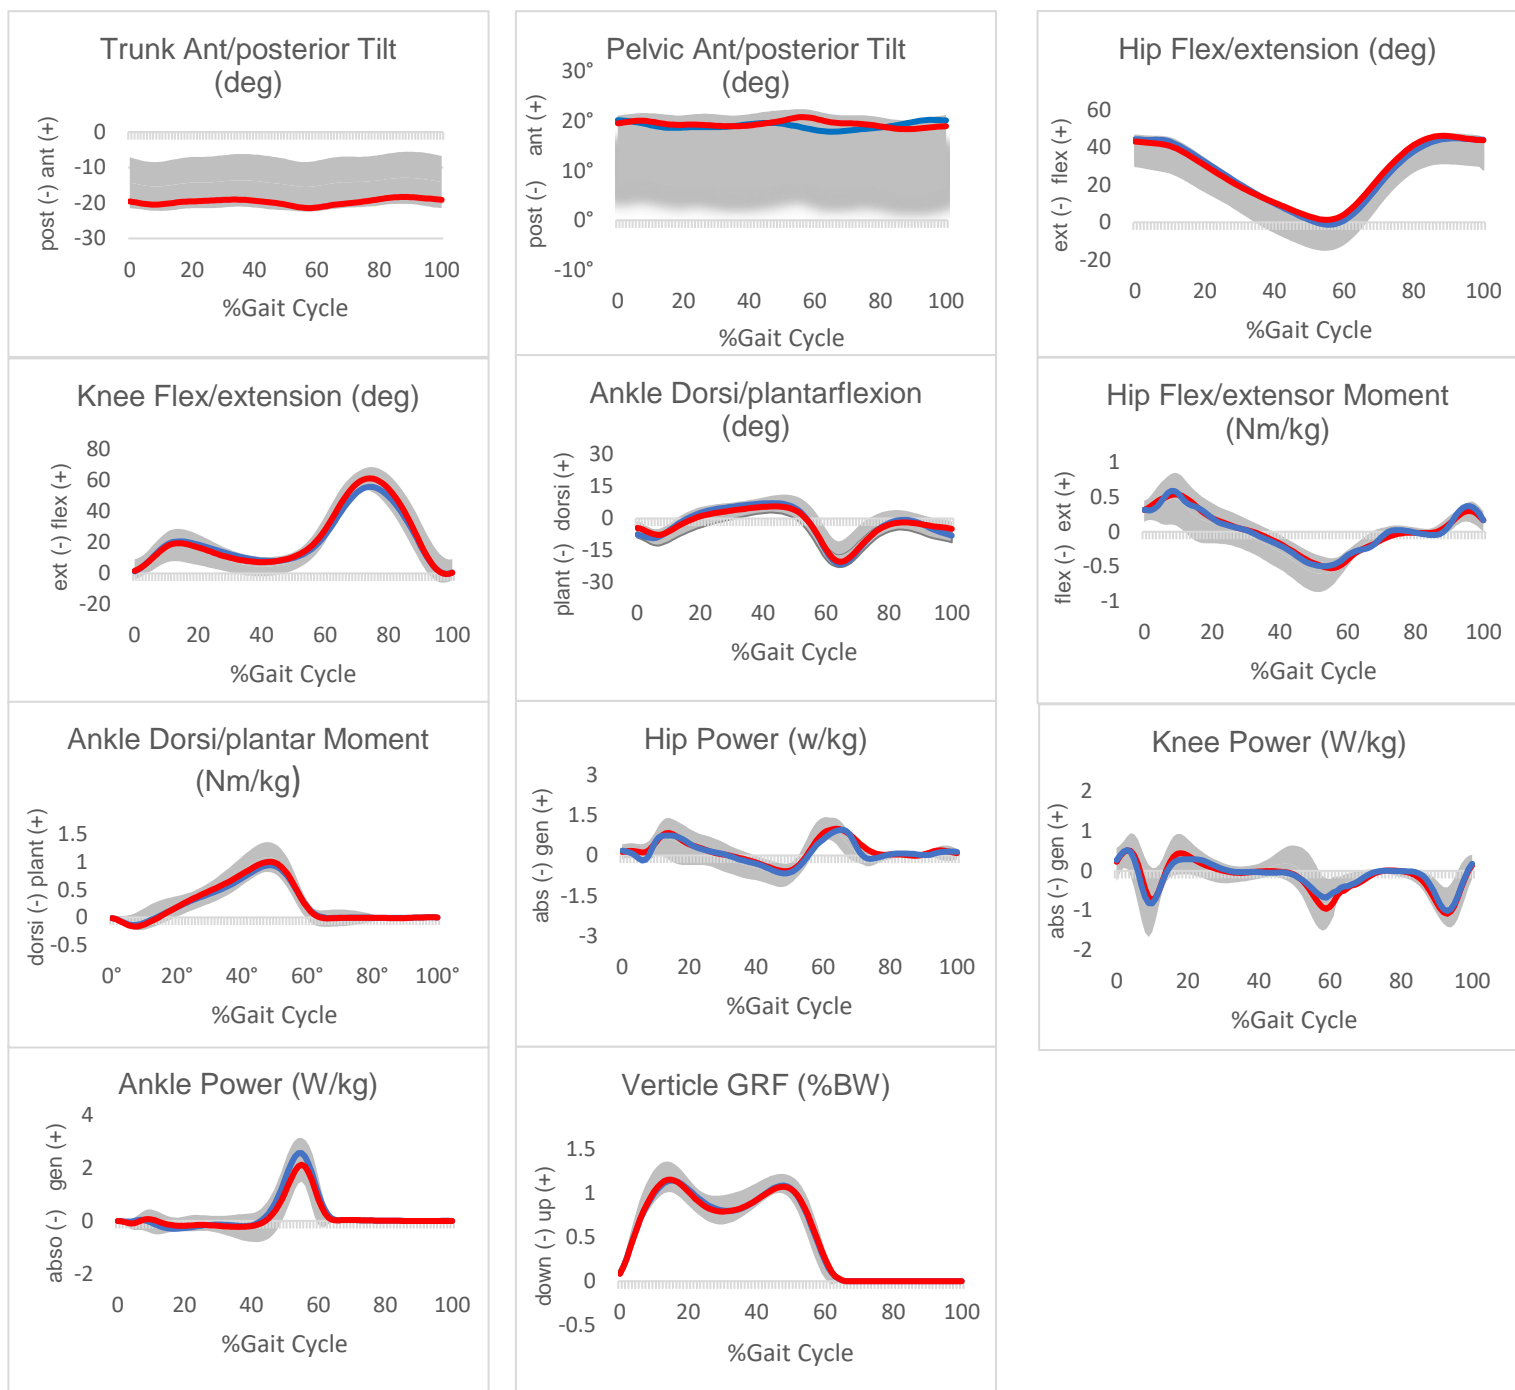 Trunk Ant/posterior Tilt
(deg)
post (-) ant (+)
0
-10
-20
-30
0 20 40 60 80 100
%Gait Cycle
Pelvic Ant/posterior Tilt
(deg)
post (-) ant (+)
30°
20°
10°
0°
-10°
0 20 40 60 80 100
%Gait Cycle
Hip Flex/extension (deg)
ext (-) flex (+)
60
40
20
0
-20
0 20 40 60 80 100
%Gait Cycle
Knee Flex/extension (deg)
ext (-) flex (+)
80
60
40
20
0
-20
0 20 40 60 80 100
%Gait Cycle
Ankle Dorsi/plantarflexion
(deg)
plant (-) dorsi (+)
30
15
0
-15
-30
0 20 40 60 80 100
%Gait Cycle
Hip Flex/extensor Moment
(Nm/kg)
flex (-) ext (+)
1
0.5
0
-0.5
-1
0 20 40 60 80 100
%Gait Cycle
Ankle Dorsi/plantar Moment
(Nm/kg)
dorsi (-) plant (+)
1.5
1
0.5
0
-0.5
0° 20° 40° 60° 80° 100°
%Gait Cycle
Hip Power (w/kg)
abs (-) gen (+)
3
1.5
0
-1.5
-3
0 20 40 60 80 100
%Gait Cycle
Knee Power (W/kg)
abs (-) gen (+)
2
1
0
-1
-2
0 20 40 60 80 100
%Gait Cycle
Ankle Power (W/kg)
abso (-) gen (+)
4
2
0
-2
0 20 40 60 80 100
%Gait Cycle
Verticle GRF (%BW)
down (-) up (+)
1.5
1
0.5
0
-0.5
0 20 40 60 80 100
%Gait Cycle